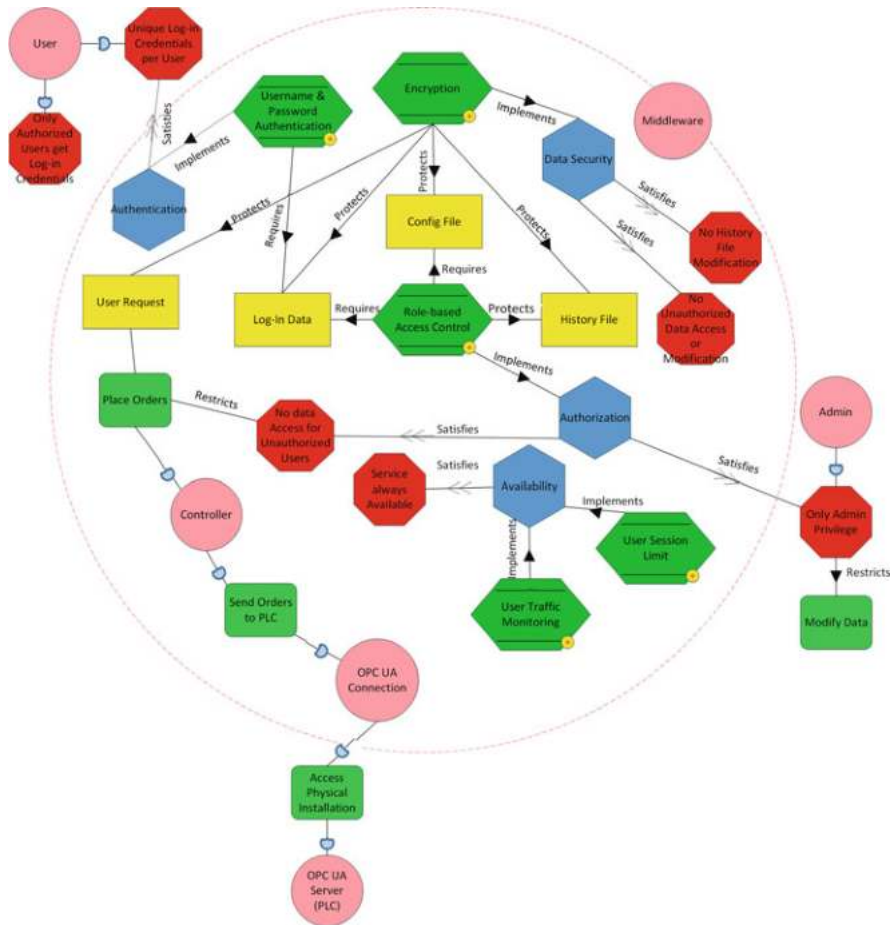 User
Unique Log-in
Credentials
per User
Only
Authorized
Users get
Log-in
Credentials
Satisfies
Username &
Password
Authentication
Implements
Authentication
Encryption
Implements
Middleware
Data Security
Satisfies
Satisfies
No History
File
Modification
No
Unauthorized
Data Access
or
Modification
Protects
Requires
Protects
Protects
Protects
Config File
Requires
User Request
Log-In Data
Requires
Role-based
Access Control
Protects
History File
Implements
Place Orders
Restricts
No data
Access for
Unauthorized
Users
Satisfies
Authorization
Satisfies
Admin
Only Admin
Privilege
Restricts
Modify Data
Service
always
Available
Satisfies
Availability
Implements
Implements
User Session
Limit
User Traffic
Monitoring
Controller
Send Orders
to PLC
OPC UA
Connection
Access
Physical
Installation
OPC UA
Server
(PLC)